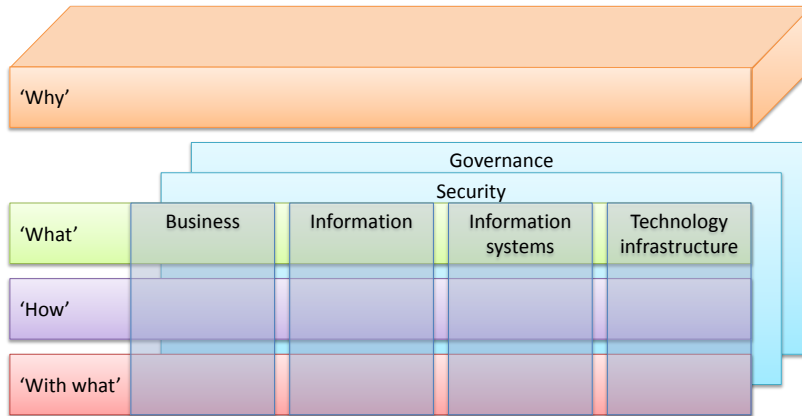 ‘Why’
Governance
Security
‘What’
Business
Information
Information
systems
Technology
infrastructure
‘How’
‘With what’